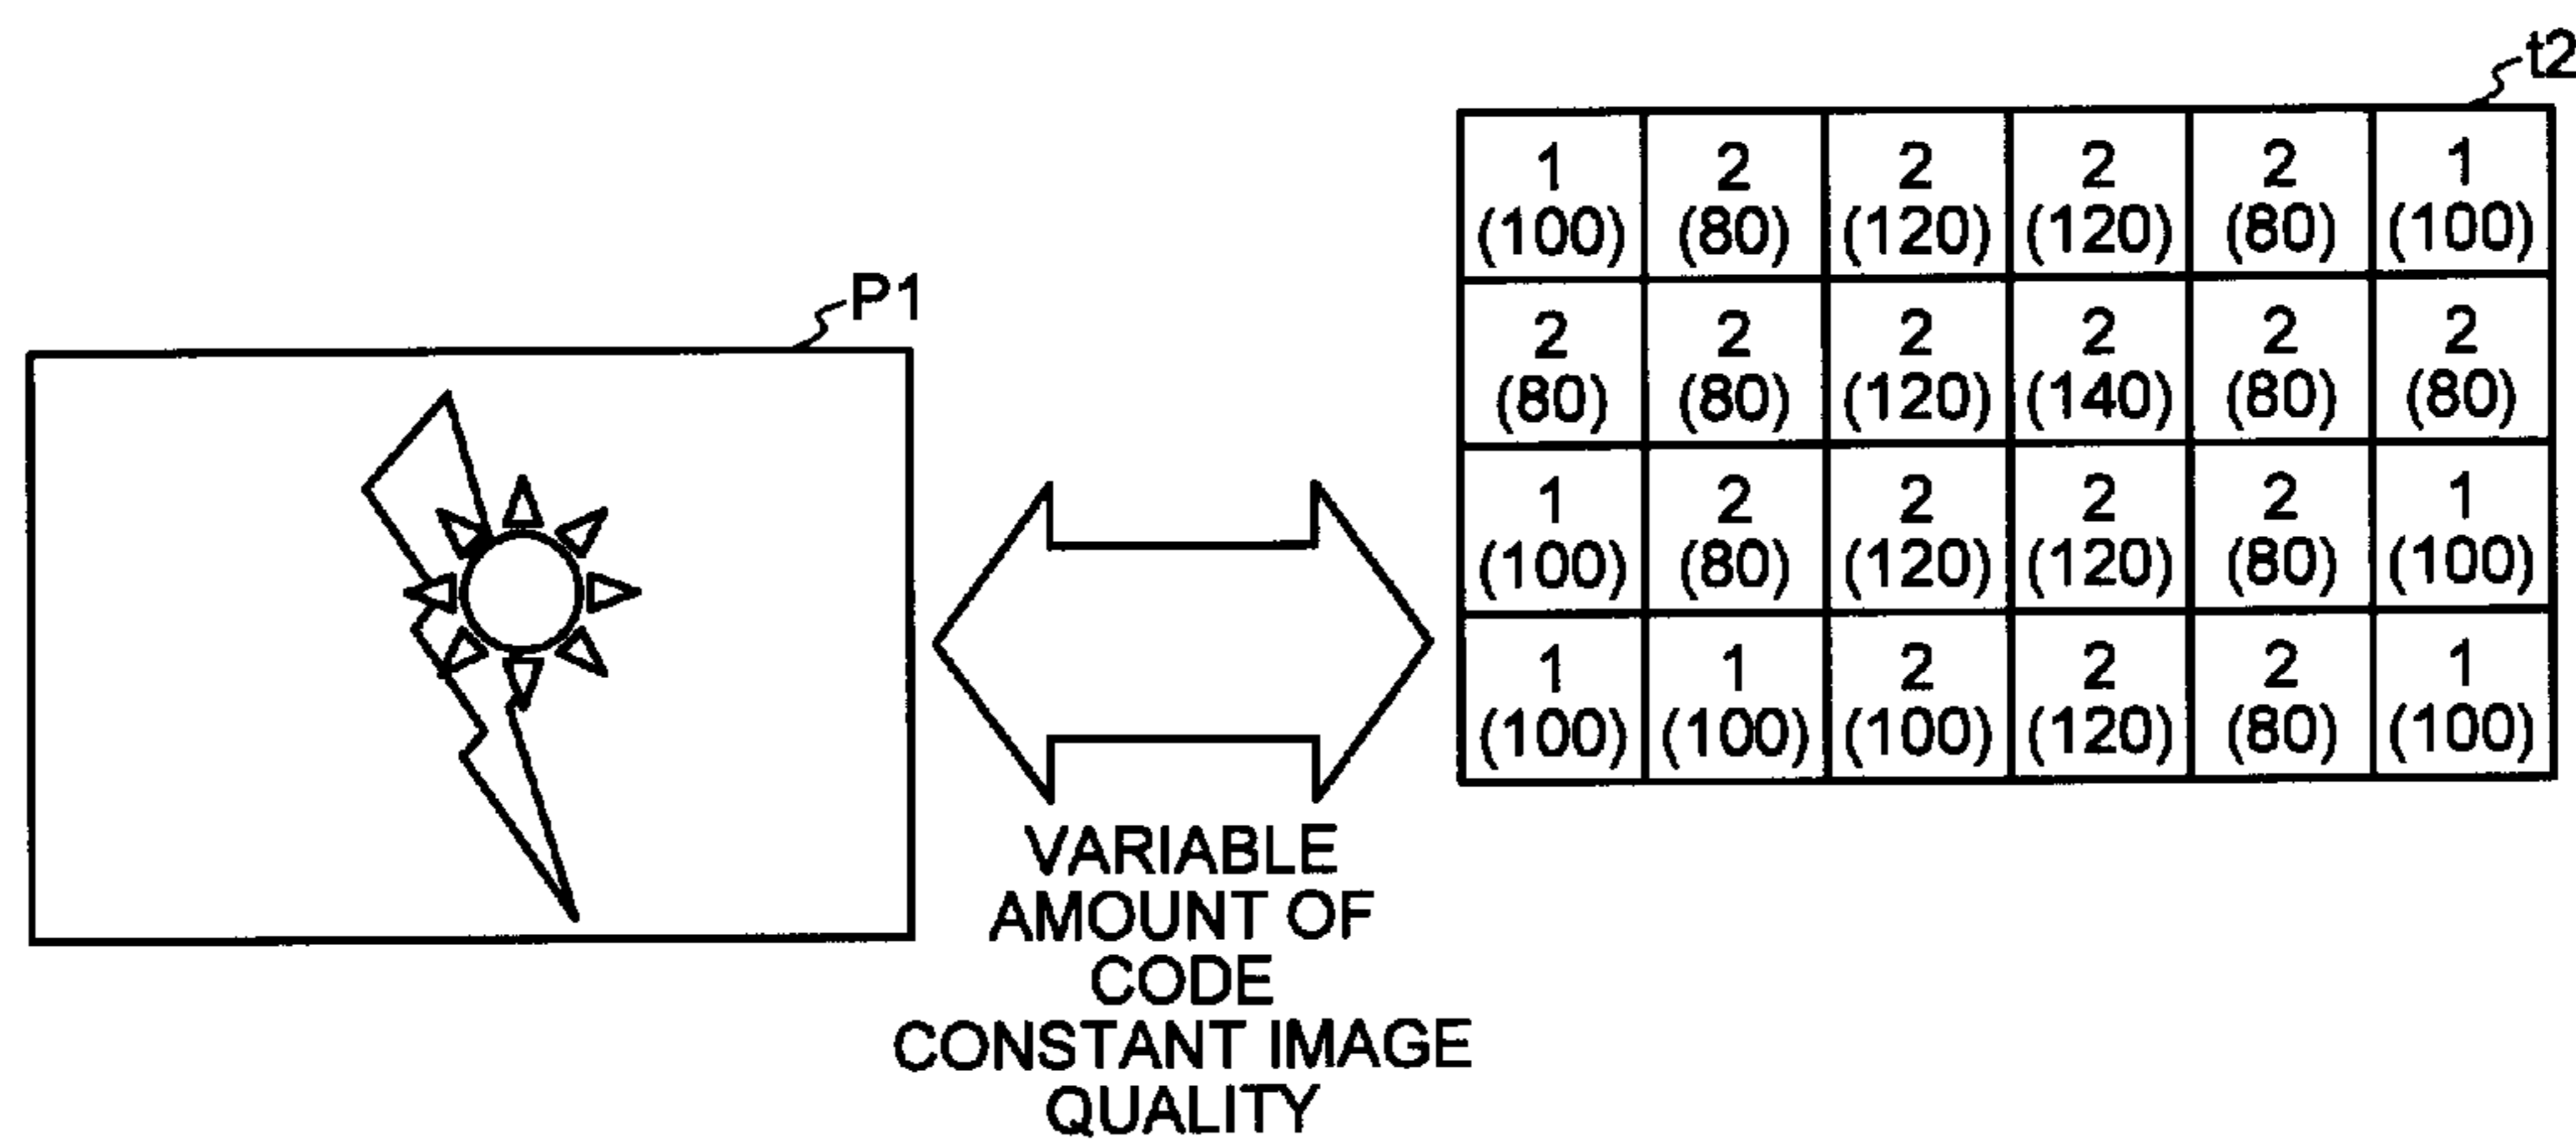 t2
1 2 2 2 2 1
(100) (80) (120) (120) (80) (100)
2 2 2 2 2 2
(80) (80) (120) (140) (80) (80)
1 2 2 2 2 1
(100) (80) (120) (120) (80) (100)
1 1 2 2 2 1
(100) (100) (100) (120) (80) (100)
P1
VARIABLE
AMOUNT OF
CODE
CONSTANT IMAGE
QUALITY